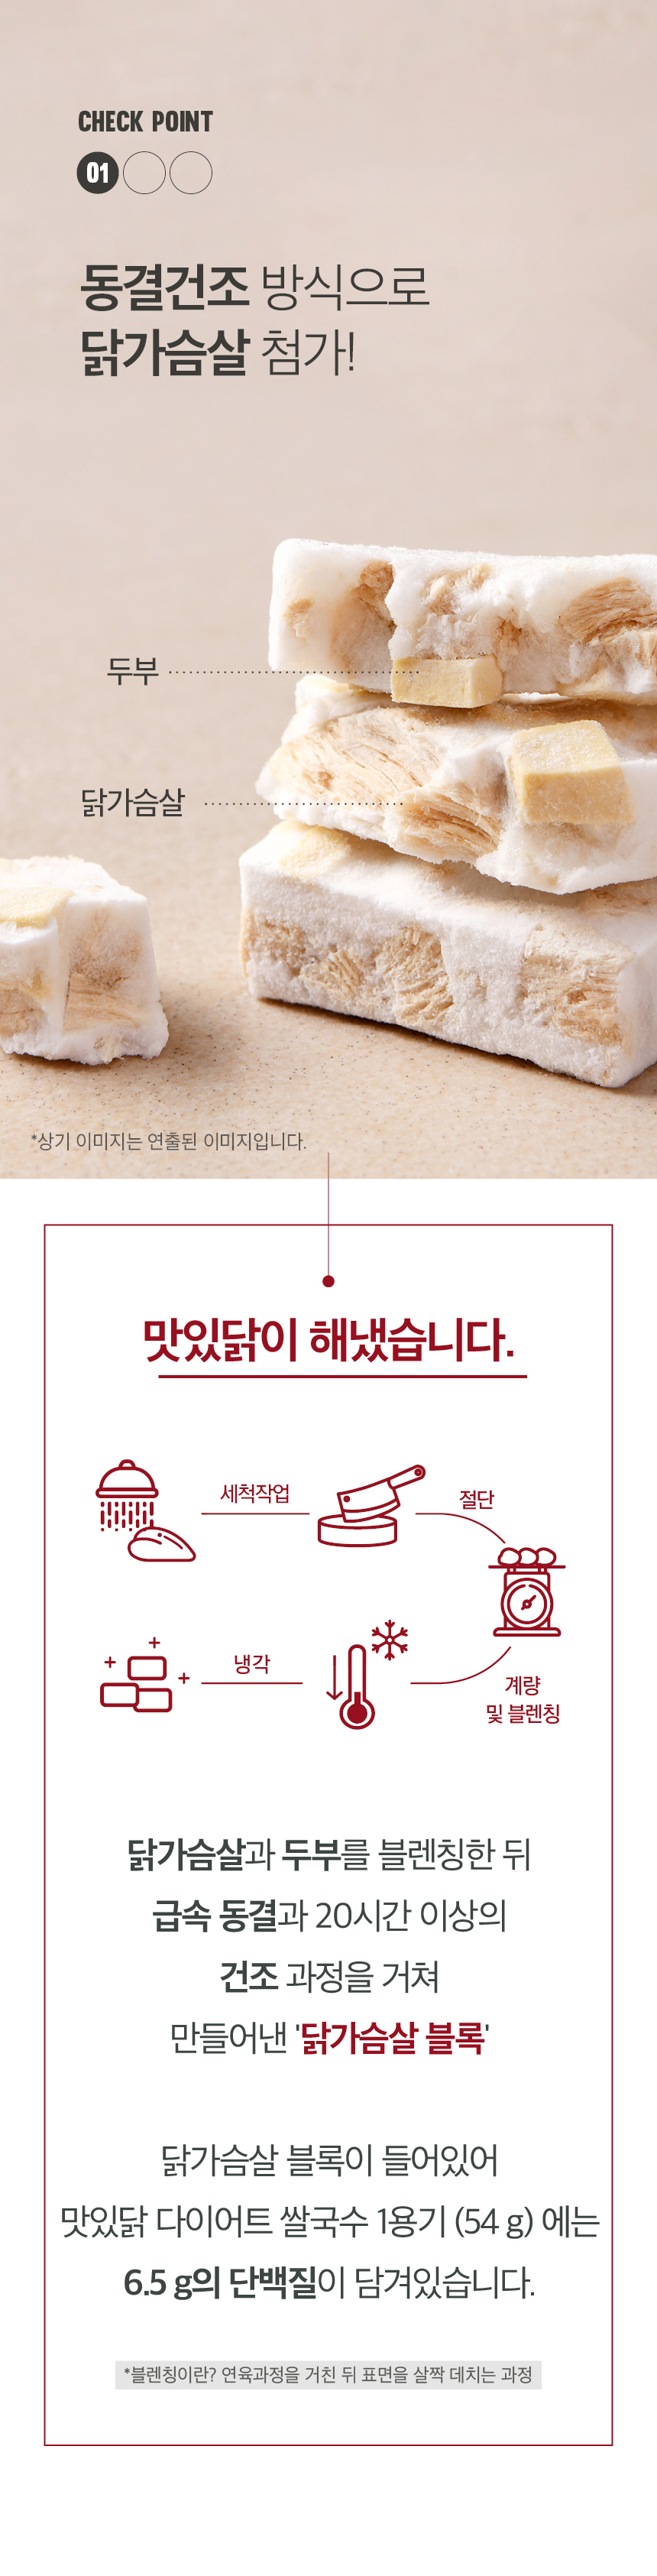 CHECK POINT
01
동결건조 방식으로
닭가슴살 첨가!
두부
닭가슴살
*상기 이미지는 연출된 이미지입니다.
맛있닭이 해냈습니다.
세척작업
절단
냉각
계량
및 블렌칭
닭가슴살과 두부를 블렌칭한 뒤
급속 동결과 20시간 이상의
건조 과정을 거쳐
만들어낸 '닭가슴살 블록'
닭가슴살 블록이 들어있어
맛있닭 다이어트 쌀국수 1용기 (54 g) 에는
6.5 g의 단백질이 담겨있습니다.
*블렌칭이란? 연육과정을 거친 뒤 표면을 살짝 데치는 과정